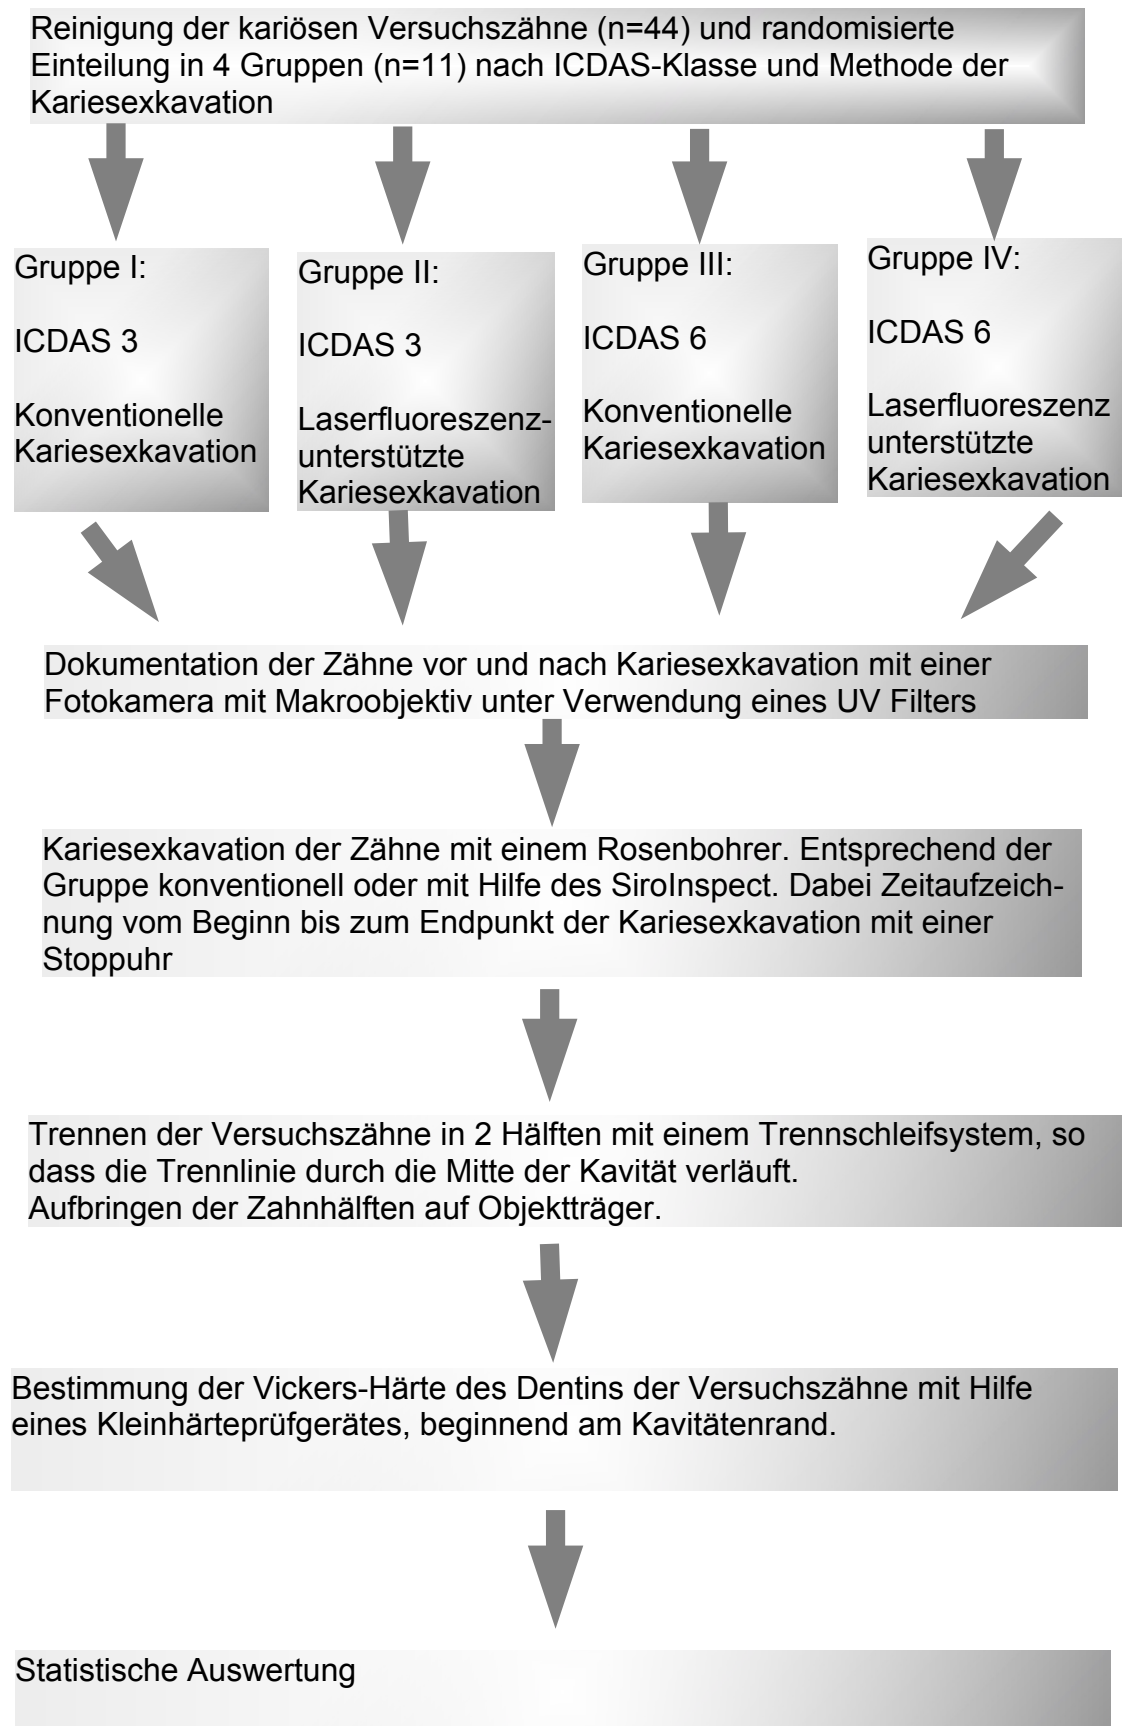 Reinigung der kariösen Versuchszähne (n=44) und randomisierte
Einteilung in 4 Gruppen (n=11) nach ICDAS-Klasse und Methode der
Kariesexkavation
Gruppe I:
ICDAS 3
Konventionelle
Kariesexkavation
Gruppe II:
ICDAS 3
Laserfluoreszenz-
unterstützte
Kariesexkavation
Gruppe III:
ICDAS 6
Konventionelle
Kariesexkavation
Gruppe IV:
ICDAS 6
Laserfluoreszenz
unterstützte
Kariesexkavation
Dokumentation der Zähne vor und nach Kariesexkavation mit einer
Fotokamera mit Makroobjektiv unter Verwendung eines UV Filters
Kariesexkavation der Zähne mit einem Rosenbohrer. Entsprechend der
Gruppe konventionell oder mit Hilfe des SiroInspect. Dabei Zeitaufzeich-
nung vom Beginn bis zum Endpunkt der Kariesexkavation mit einer
Stoppuhr
Trennen der Versuchszähne in 2 Hälften mit einem Trennschleifsystem, so
dass die Trennlinie durch die Mitte der Kavität verläuft.
Aufbringen der Zahnhälften auf Objektträger.
Bestimmung der Vickers-Härte des Dentins der Versuchszähne mit Hilfe
eines Kleinhärteprüfgerätes, beginnend am Kavitätenrand.
Statistische Auswertung